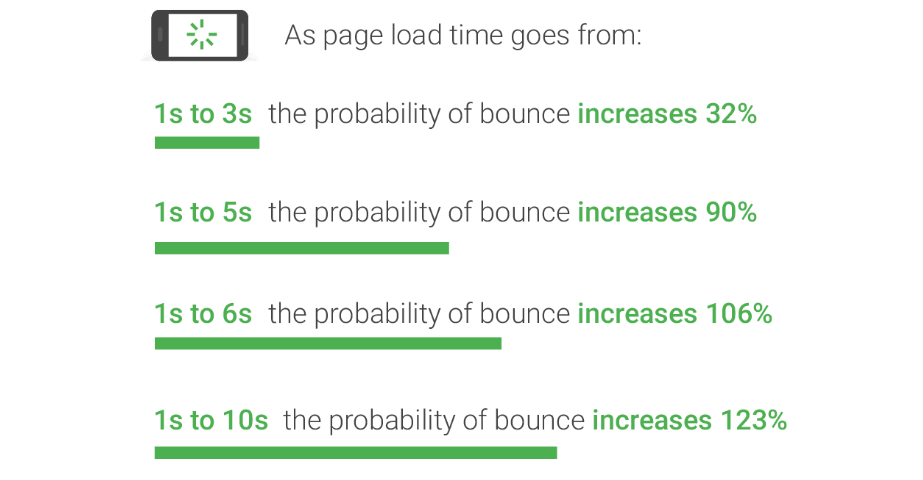 As page load time goes from:
1s to 3s the probability of bounce increases 32%
1s to 5s the probability of bounce increases 90%
1s to 6s the probability of bounce increases 106%
1s to 10s the probability of bounce increases 123%